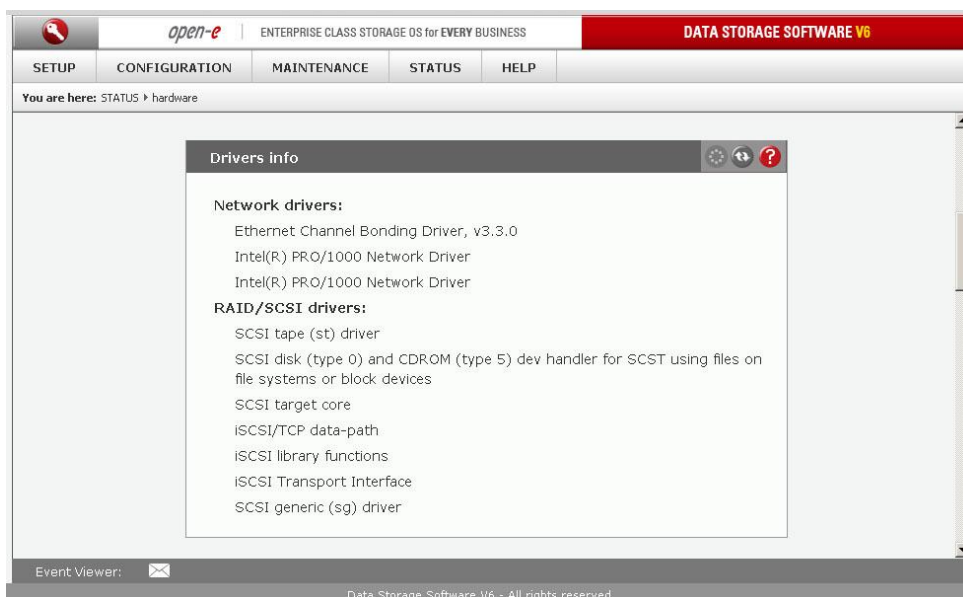 open-e ENTERPRISE CLASS STORAGE OS for EVERY BUSINESS DATA STORAGE SOFTWARE V6
SETUP CONFIGURATION MAINTENANCE STATUS HELP
You are here: STATUS hardware
Drivers info ?
Network drivers:
Ethernet Channel Bonding Driver, v3.3.0
Intel(R) PRO/1000 Network Driver
Intel(R) PRO/1000 Network Driver
RAID/SCSI drivers:
SCSI tape (st) driver
SCSI disk (type 0) and CDROM (type 5) dev handler for SCST using files on
file systems or block devices
SCSI target core
iSCSI/TCP data-path
iSCSI library functions
iSCSI Transport Interface
SCSI generic (sg) driver
Event Viewer:
Data Storage Software V6 - All rights reserved